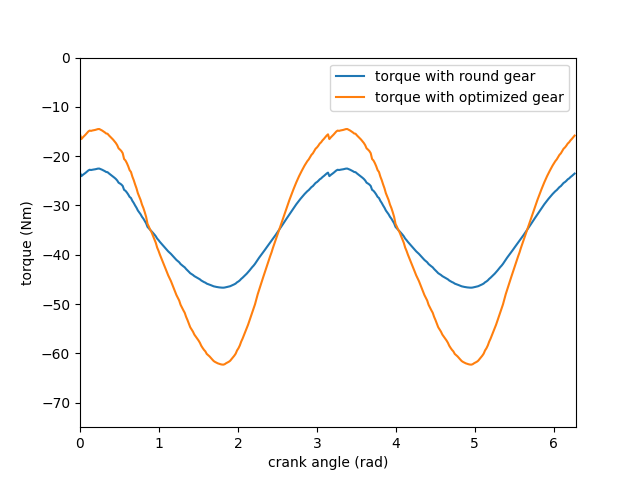 torque with round gear
torque with optimized gear
0
−10
−20
−30
−40
−50
−60
−70
torque (Nm)
0 1 2 3 4 5 6
crank angle (rad)